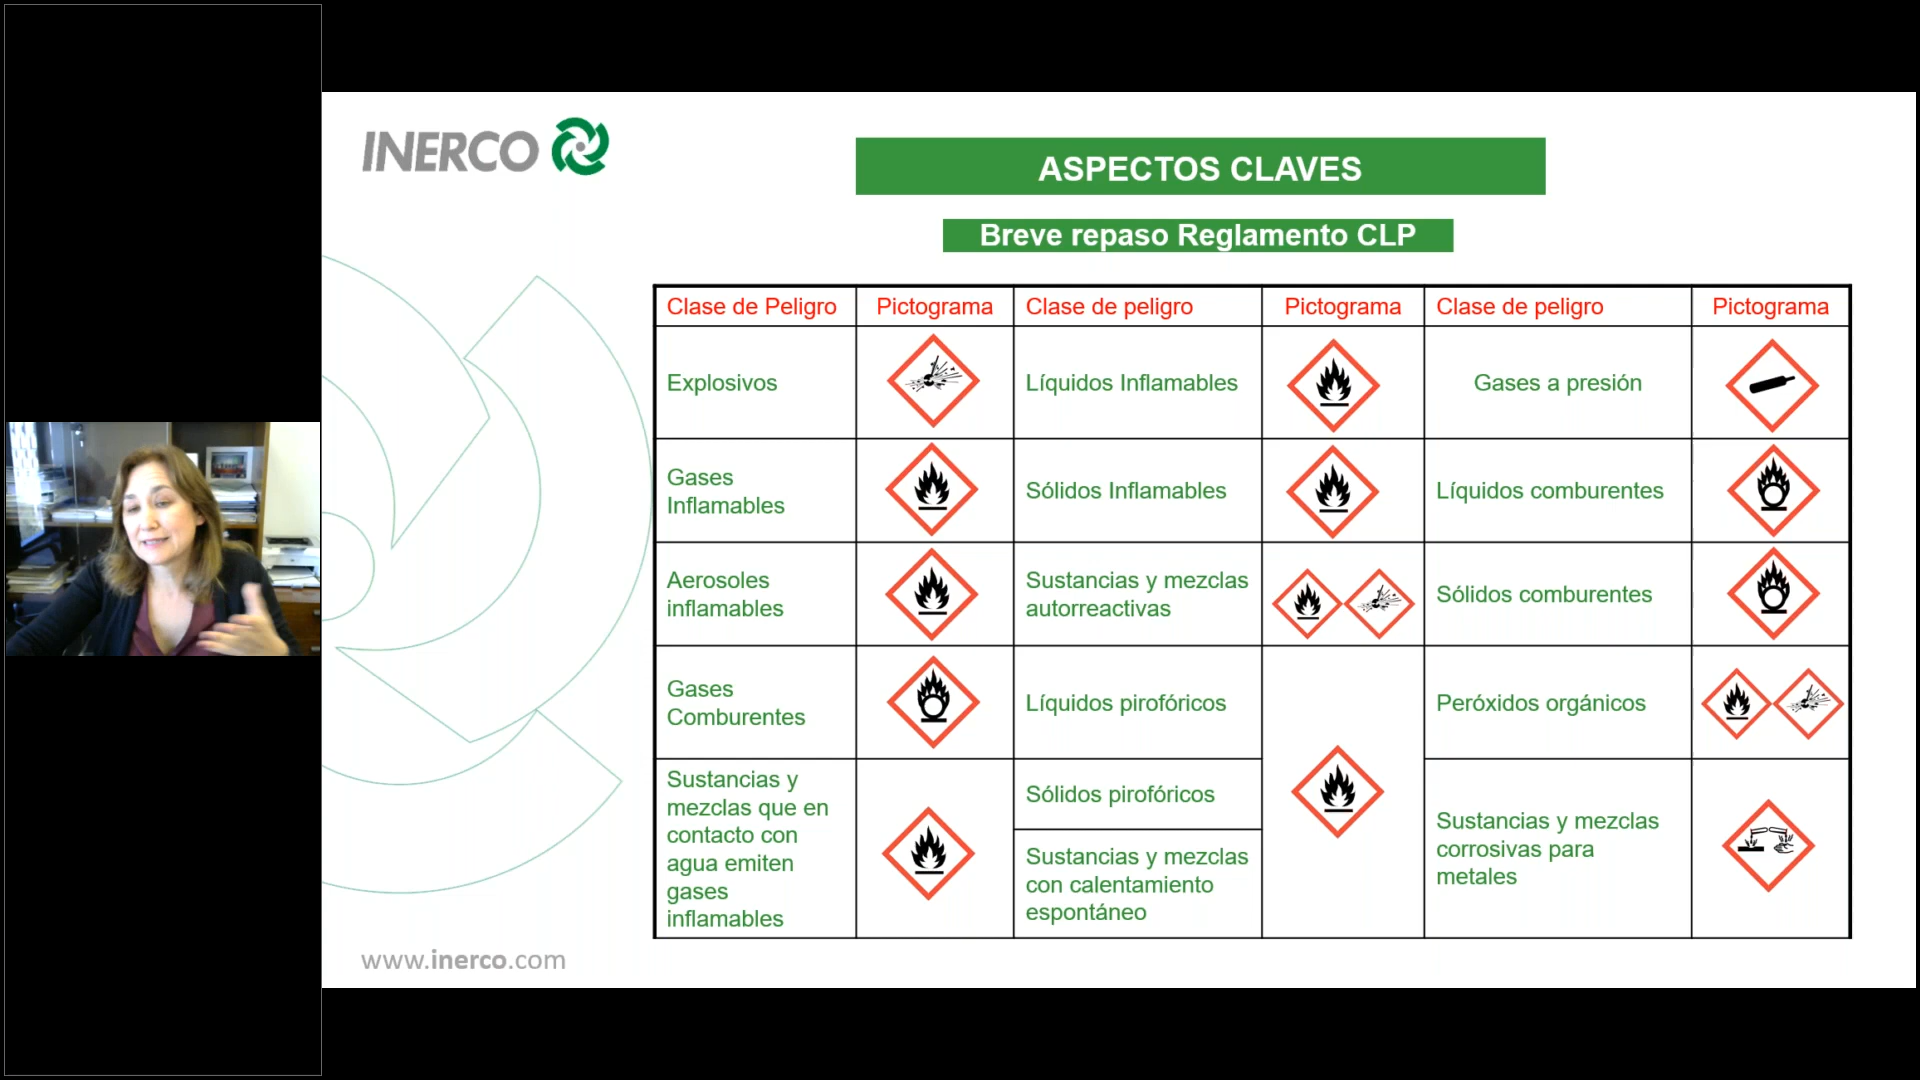 INERCO
ASPECTOS CLAVES
Breve repaso Reglamento CLP
Clase de Peligro
Pictograma
Clase de peligro
Pictograma
Clase de peligro
Pictograma
Explosivos
Líquidos Inflamables
Gases a presión
Gases
Inflamables
Sólidos Inflamables
Líquidos comburentes
Aerosoles
inflamables
Sustancias y mezclas
autorreactivas
Sólidos comburentes
Gases
Comburentes
Líquidos pirofóricos
Peróxidos orgánicos
Sustancias y
mezclas que en
contacto con
agua emiten
gases
inflamables
Sólidos pirofóricos
Sustancias y mezclas
con calentamiento
espontáneo
Sustancias y mezclas
corrosivas para
metales
www.inerco.com